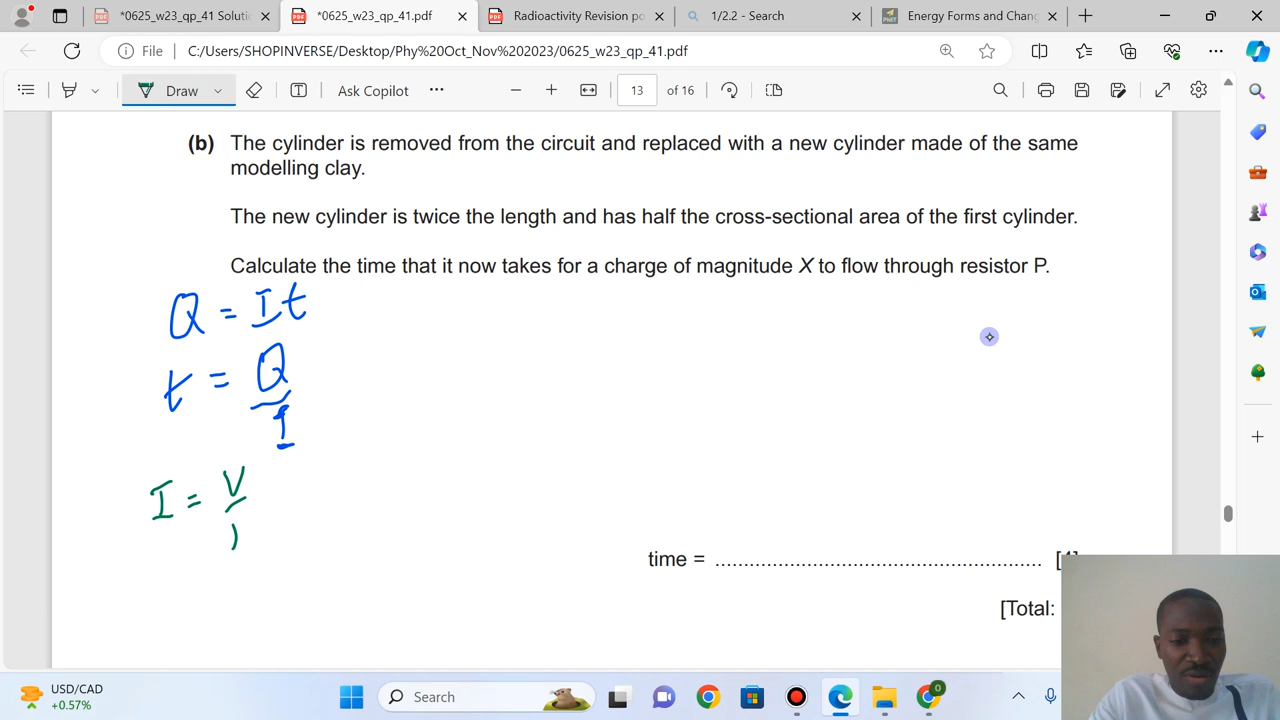 *0625_w23_qp_41 Soluti
*0625_w23_qp_41.pdf
Radioactivity Revision po
1/2.2 - Search
Energy Forms and Chang
File
C:/Users/SHOPINVERSE/Desktop/Phy%20Oct_Nov%202023/0625_w23_qp_41.pdf
Draw
Ask Copilot
13 of 16
(b) The cylinder is removed from the circuit and replaced with a new cylinder made of the same
modelling clay.
The new cylinder is twice the length and has half the cross-sectional area of the first cylinder.
Calculate the time that it now takes for a charge of magnitude X to flow through resistor P.
Q = It
t = Q/I
I = V/
time = ........................................................ [4]
[Total:
USD/CAD
+0.57%
Search
0